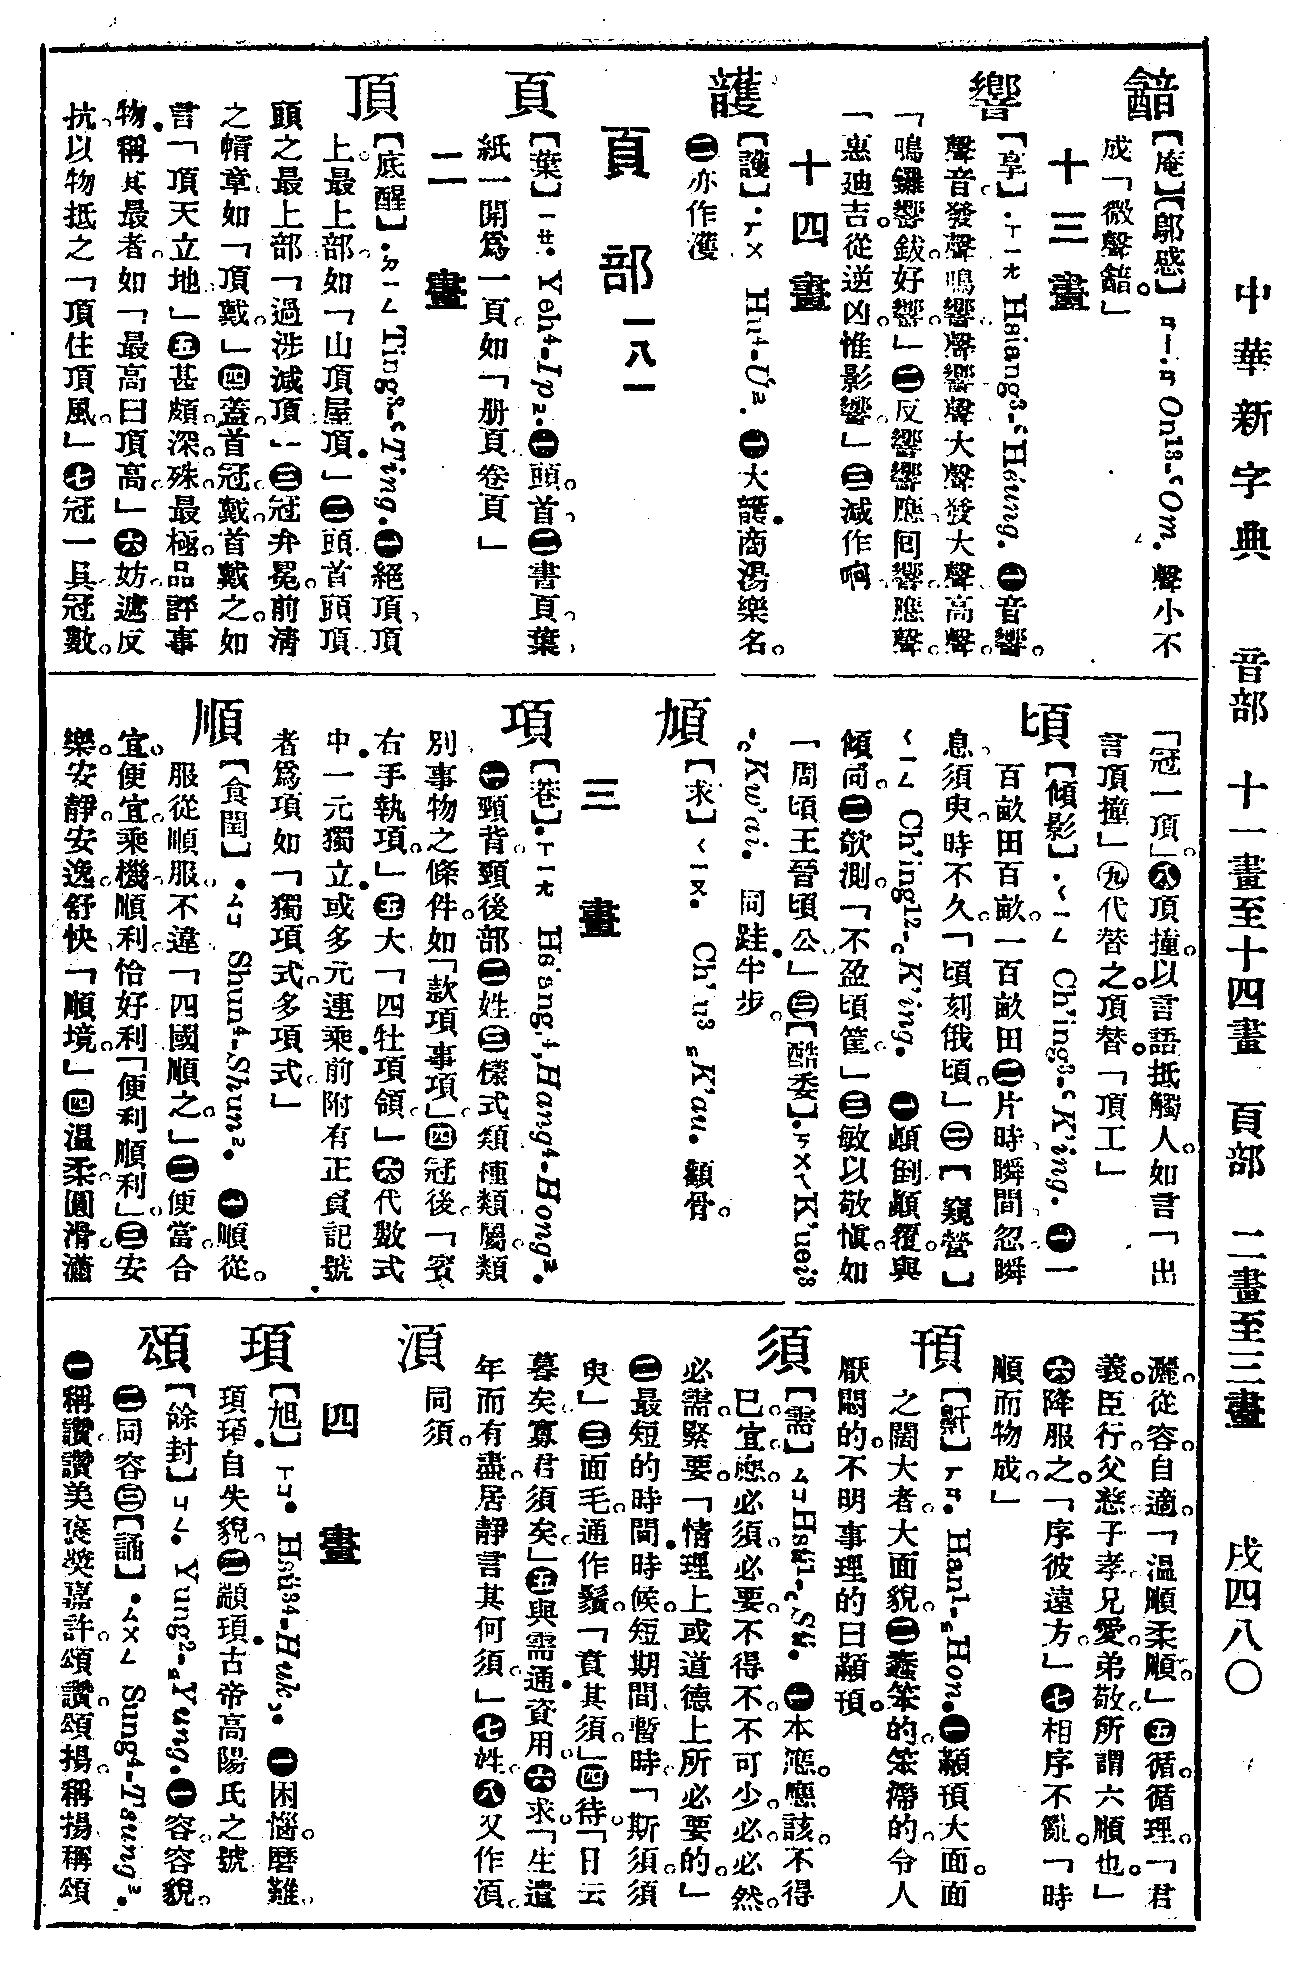 中華新字典　音部　十一畫至十四畫　頁部　二畫至三畫　戌四八〇
韽
【庵】【鄔感】ㄢ On¹³-‘Om. 聲小不
成「微聲韽」
十三畫
響
【享】.ㄒㄧㄤ Hsiang³-‘Héung. ㊀音響。
聲音。發聲鳴響聲響聲大聲發大聲高聲。
「鳴鑼響鈸好響。」㊁反響響應回響應聲。
「惠迪吉。從逆凶。惟影響。」㊂減作响
十四畫
頀
【護】.ㄏㄨ Hu⁴-Ú². ㊀大頀商湯樂名。
㊁亦作濩
頁部 一八一
頁
【葉】ㄧㄝ. Yeh⁴-Ip². ㊀頭。首。㊁書頁葉
紙一開爲一頁。如「册頁卷頁」
二畫
頂
【底醒】.ㄉㄧㄥ Ting³-‘Ting. ㊀絕頂。頂
上。最上部。如「山頂屋頂」㊁頭首頭頂
頭之最上部「過涉滅頂」㊂冠弁冕。前清
之帽章如「頂戴。」㊃蓋首冠戴。首戴之。如
言「頂天立地」㊄甚頗。深。殊。最極。品評事
物稱其最者。如「最高曰頂高」㊅妨遮反
抗。以物抵之「頂住頂風」㊆冠一具冠數。
「冠一頂。」㊇頂撞。以言語抵觸人。如言「出
言頂撞」㊈代替之。頂替「頂工」
頃
【傾影】.ㄑㄧㄥ Ch‘ing³-‘K‘ing. ㊀一
百畝田百畝。一百畝田㊁片時瞬間忽瞬
息須臾時不久。「頃刻俄頃。」㊂【窺營】
ㄑㄧㄥ Ch‘ing¹²-K‘ing. ㊀顚倒顚覆。與
傾同㊁欹測。「不盈頃筐」㊂敏以敬愼。如
「周頃王晉頃公」㊂【酷委】.ㄎㄨㄟ K‘uei³
-K‘wai. 同跬。半步。
頄
【求】ㄑㄧㄡ. Ch‘iu³ K‘au. 顴骨。
三畫
項
【巷】.ㄒㄧㄤ Hsiang⁴,Hang⁴-Hong².
㊀頸背。頸後部㊁姓㊂樣式類種類屬類
別事物之條件。如「款項事項」㊃冠後。「賓
右手執項。」㊄大「四牡項領」㊅代數式
中一元獨立或多元連乘前附有正負記號
者爲項如「獨項式。多項式」
順
【食閏】.ㄕㄨㄣ Shun⁴-Shun². ㊀順從。
服從順服。不違「四國順之。」㊁便當合
宜。便宜。乘機順利恰好利「便利順利」㊂安
樂。安靜。安逸。舒快「順境。」㊃溫柔。圓滑。瀟
灑。從容。自適。「溫順柔順。」㊄循。循理。「君
義。臣行。父慈子孝。兄愛。弟敬。所謂六順也。」
㊅降服之。「序彼遠方」㊆相序不亂。「時
順而物成」
頇
【鼾】ㄏㄢ. Han¹-Hon. ㊀顢頇大面。面
之闊大者。大面貌。㊁蠢笨的笨滯的。令人
厭悶的。不明事理的曰顢頇。
須
【需】ㄙㄩ Hsü¹-Sü. ㊀本應。應該。不得
已。宜應必須。必要。不得不。不可少。必。必然。
必需。緊要。「情理上或道德上所必要的。」
㊁最短的時間時候。短期間暫時。「斯須。須
臾」㊂面毛。通作鬚「賁其須。」㊃待。「日云
暮矣。寡君須矣」㊄與需通資用。㊅求。「生遣
年而有盡。居靜言其何須。」㊆姓。㊇又作湏。
湏
同須。
四畫
頊
【旭】ㄒㄩ. Hsü³⁴-Huk,. ㊀困惱。磨難。
頊頊自失貌。㊁顓頊古帝高陽氏之號
頌
【餘封】ㄩㄥ. Yung²-Yung. ㊀容。容貌。
㊁同容㊂【誦】.ㄙㄨㄥ Sung⁴-Tsung².
㊀稱讚。讚美褒獎嘉許。頌讚。頌揚。稱揚稱頌